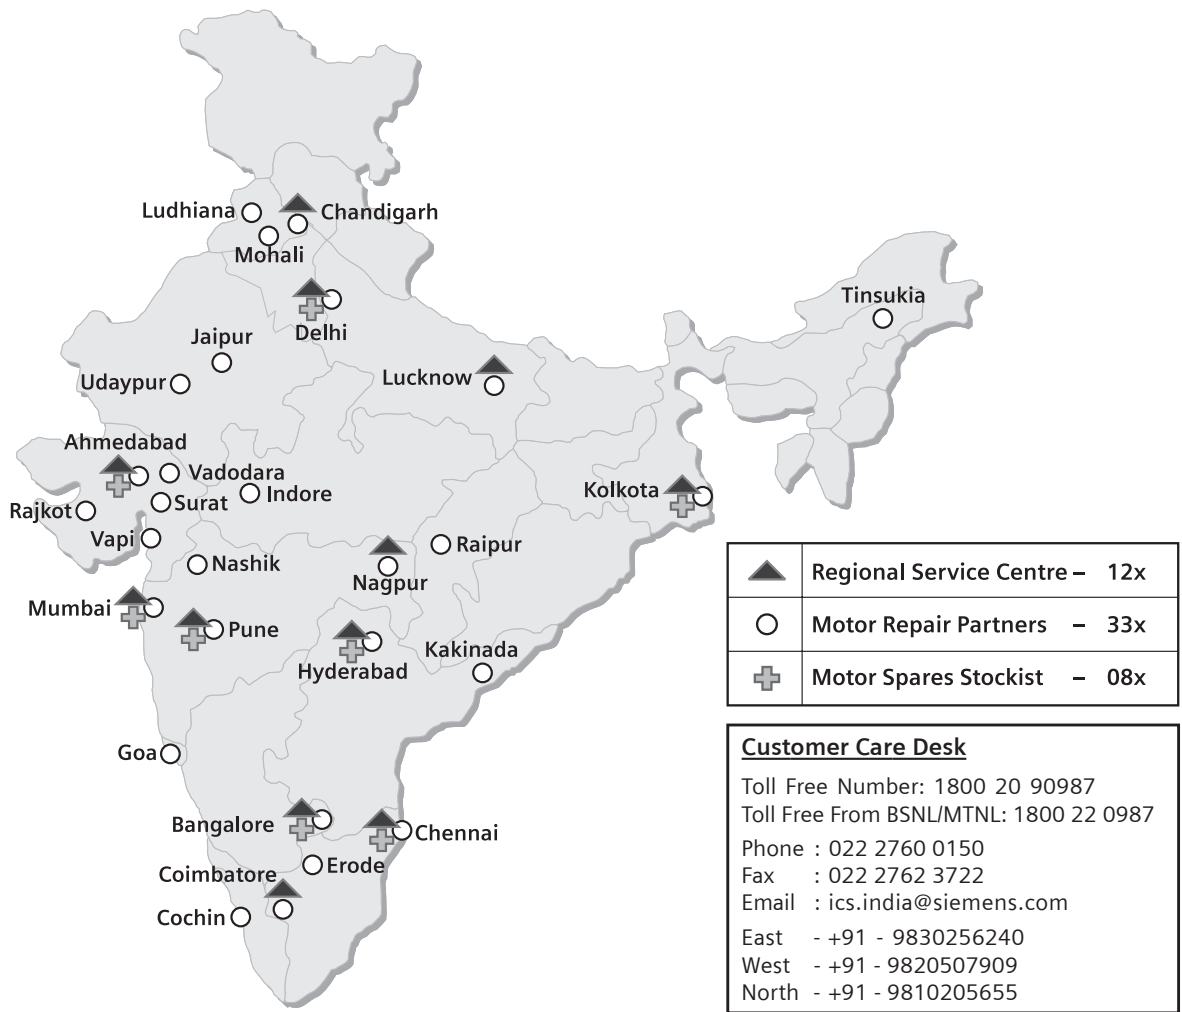 Ludhiana
Chandigarh
Mohali
Delhi
Tinsukia
Jaipur
Udaypur
Lucknow
Ahmedabad
Vadodara
Indore
Kolkota
Rajkot
Surat
Vapi
Raipur
Nashik
Nagpur
Mumbai
Pune
Hyderabad
Kakinada
Goa
Bangalore
Chennai
Erode
Coimbatore
Cochin
Regional Service Centre – 12x
Motor Repair Partners – 33x
Motor Spares Stockist – 08x
Customer Care Desk
Toll Free Number: 1800 20 90987
Toll Free From BSNL/MTNL: 1800 22 0987
Phone : 022 2760 0150
Fax : 022 2762 3722
Email : ics.india@siemens.com
East - +91 - 9830256240
West - +91 - 9820507909
North - +91 - 9810205655